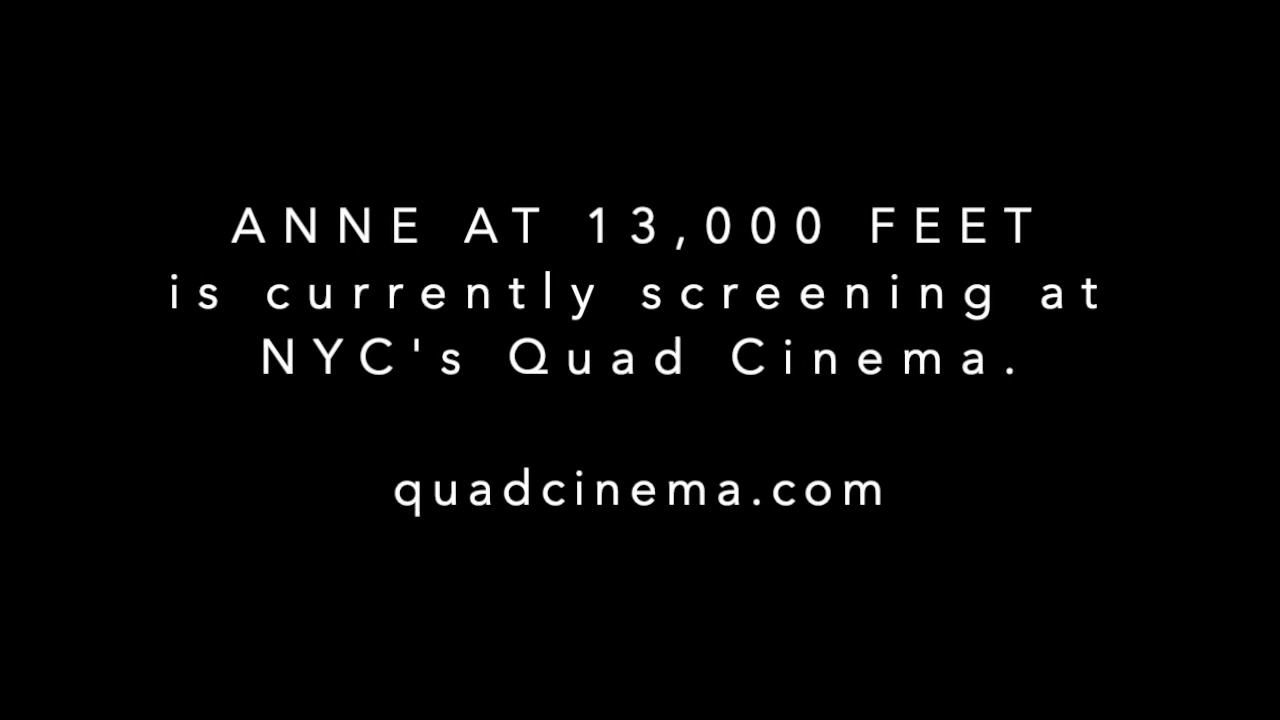 ANNE AT 13,000 FEET
is currently screening at
NYC's Quad Cinema.
quadcinema.com